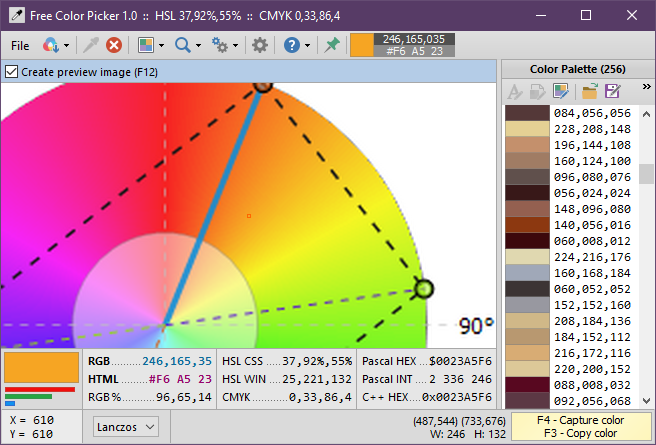 Free Color Picker 1.0 :: HSL 37,92%,55% :: CMYK 0,33,86,4
File
246,165,035
#F6 A5 23
Create preview image (F12)
90°
Color Palette (256)
084,056,056
228,208,148
196,144,108
160,124,100
096,080,076
056,024,024
148,096,080
140,056,016
060,008,012
224,216,176
160,168,184
060,052,052
152,152,160
208,184,136
184,152,112
216,172,116
220,200,152
088,008,032
092,056,068
RGB 246,165,35
HTML #F6 A5 23
RGB% 96,65,14
HSL CSS 37,92%,55%
HSL WIN 25,221,132
CMYK 0,33,86,4
Pascal HEX $0023A5F6
Pascal INT 2 336 246
C++ HEX 0x0023A5F6
X = 610
Y = 610
Lanczos
(487,544) (733,676)
W: 246 H: 132
F4 - Capture color
F3 - Copy color